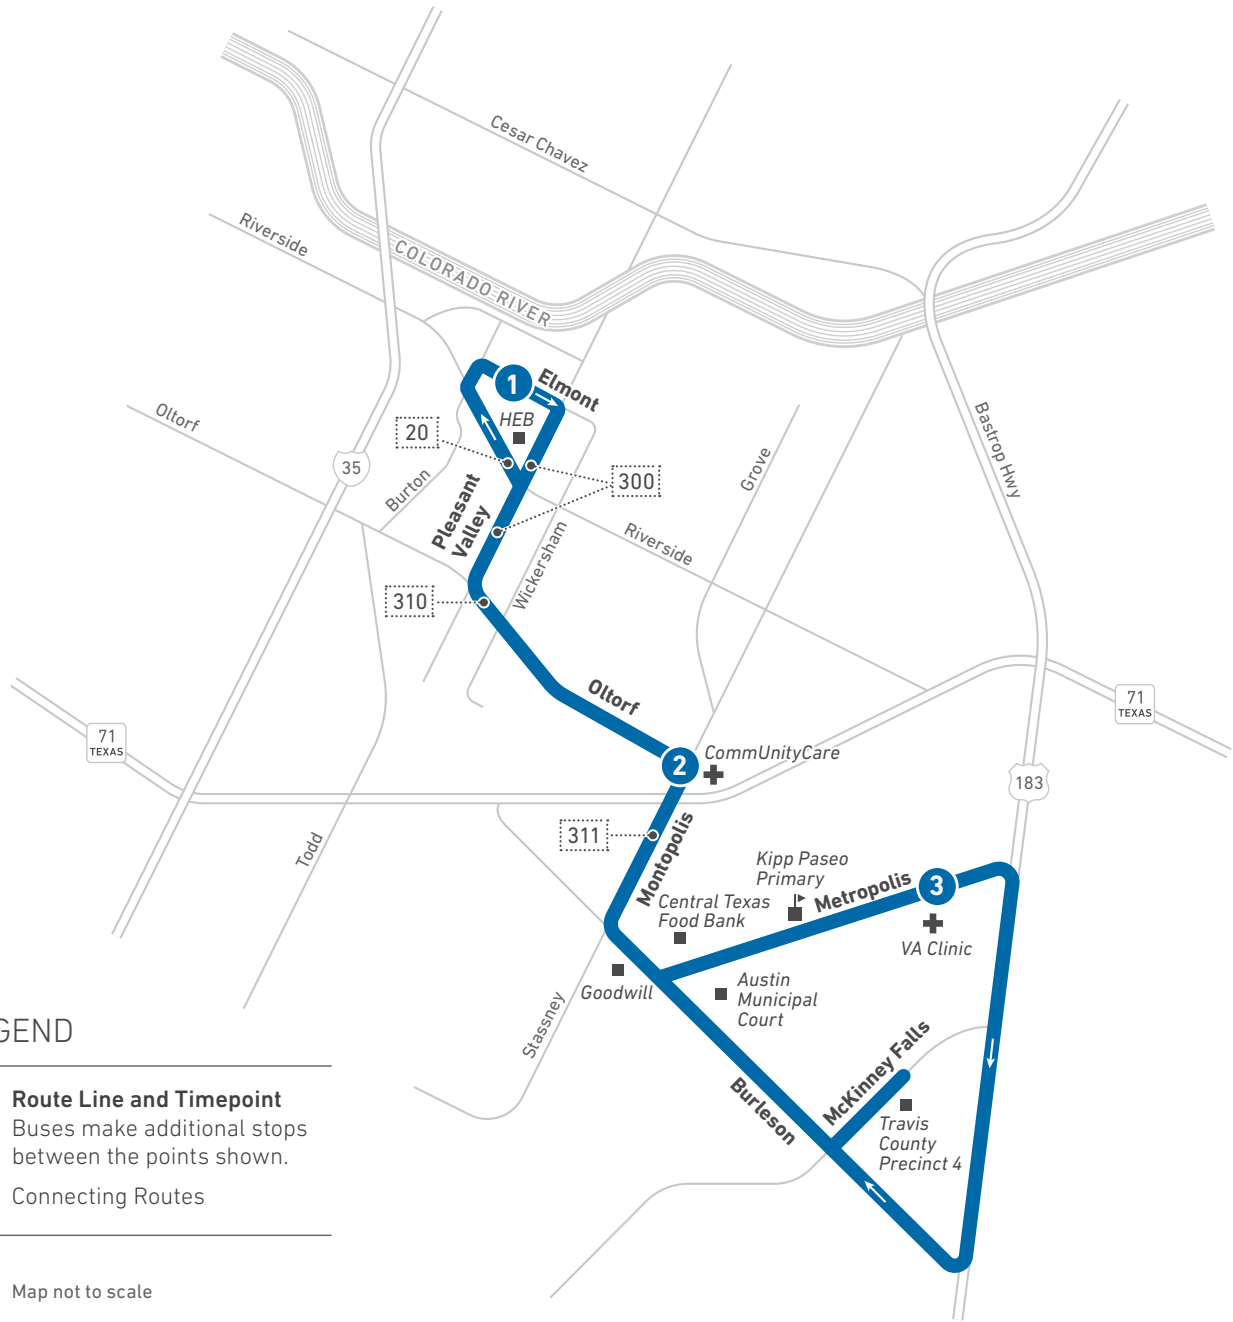 Cesar Chavez
Riverside
COLORADO RIVER
1
Elmont
HEB
Oltorf
20
35
Burton
Pleasant
Valley
300
Grove
Bastrop Hwy
Riverside
Wickersham
310
Oltorf
71
TEXAS
71
TEXAS
2
CommUnityCare
183
311
Montopolis
Todd
Kipp Paseo
Primary
Metropolis
3
Central Texas
Food Bank
VA Clinic
Goodwill
Austin
Municipal
Court
Stassney
McKinney Falls
Burleson
Travis
County
Precinct 4
GEND
Route Line and Timepoint
Buses make additional stops
between the points shown.
Connecting Routes
Map not to scale